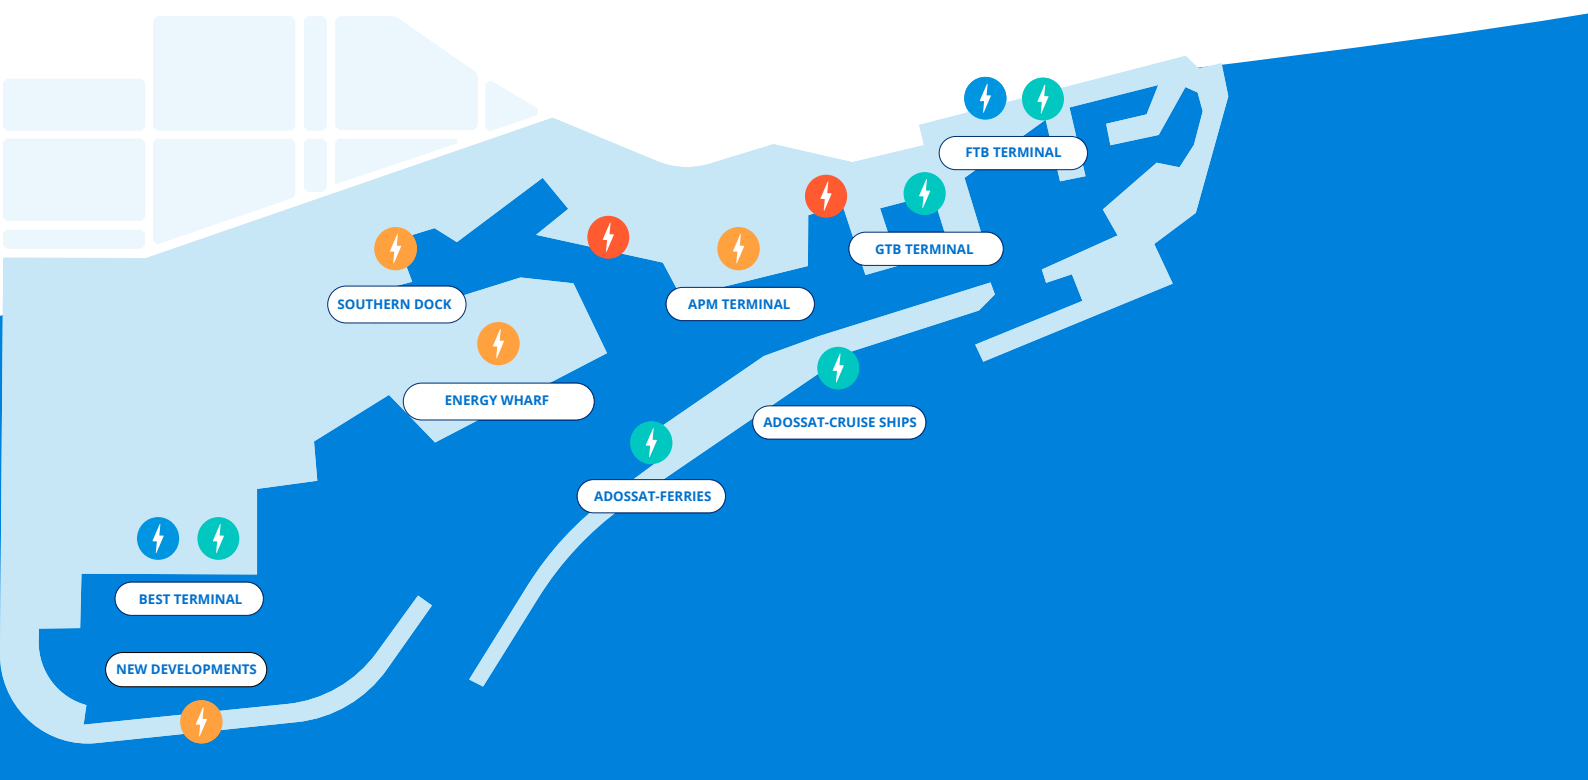 FTB TERMINAL
GTB TERMINAL
SOUTHERN DOCK
APM TERMINAL
ENERGY WHARF
ADOSSAT-CRUISE SHIPS
ADOSSAT-FERRIES
BEST TERMINAL
NEW DEVELOPMENTS